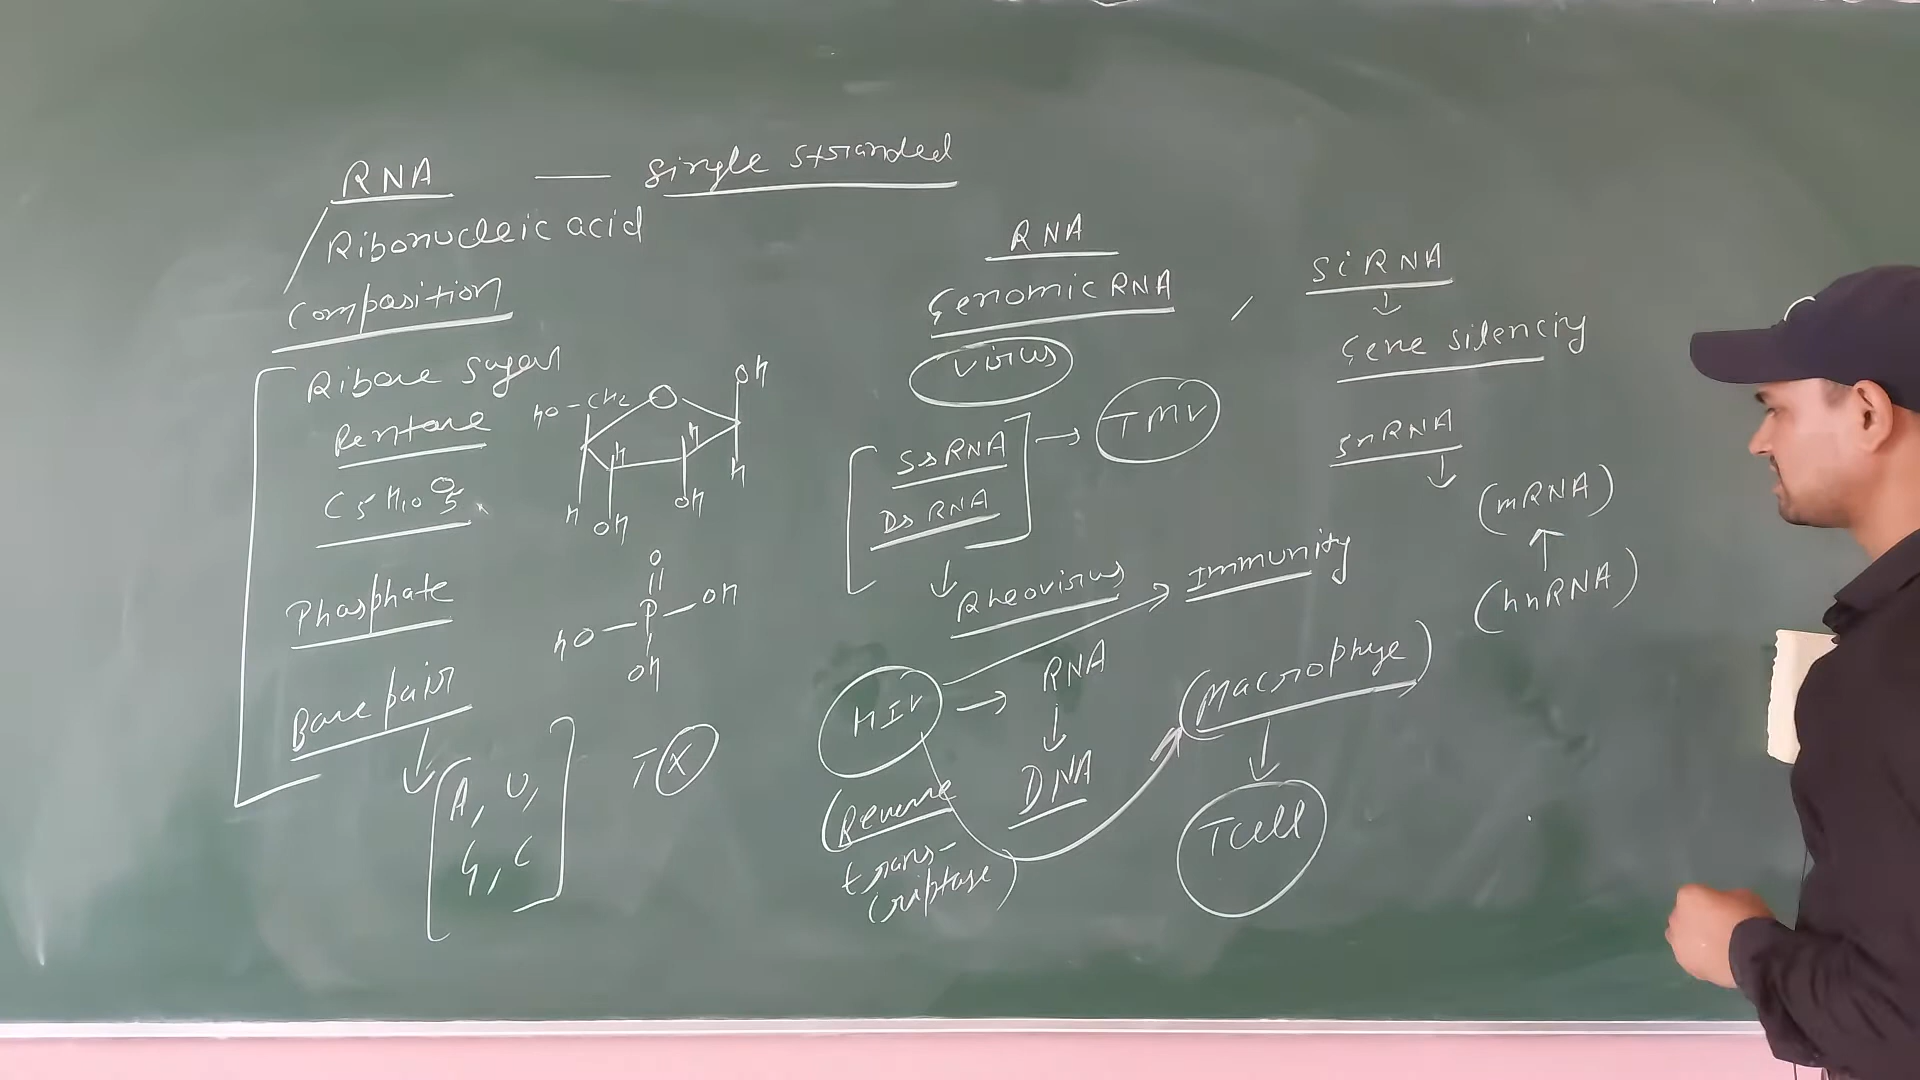 RNA — Single stranded
Ribonucleic acid
Composition
Ribose sugar
Pentose
C5H10O5
HO-CH2 O OH
H H
H OH OH H
Phosphate
O
HO-P-OH
OH
Base pair
A, U,
G, C
T X
RNA
Genomic RNA
Virus
SsRNA → TMV
DsRNA
↓
Rheovirus
HIV → RNA
↓
DNA
(Reverse
trans-
criptase)
Immunity
(Macrophge)
↓
T Cell
/ SiRNA
↓
Gene silencing
SnRNA
↓
(mRNA)
↑
(hnRNA)